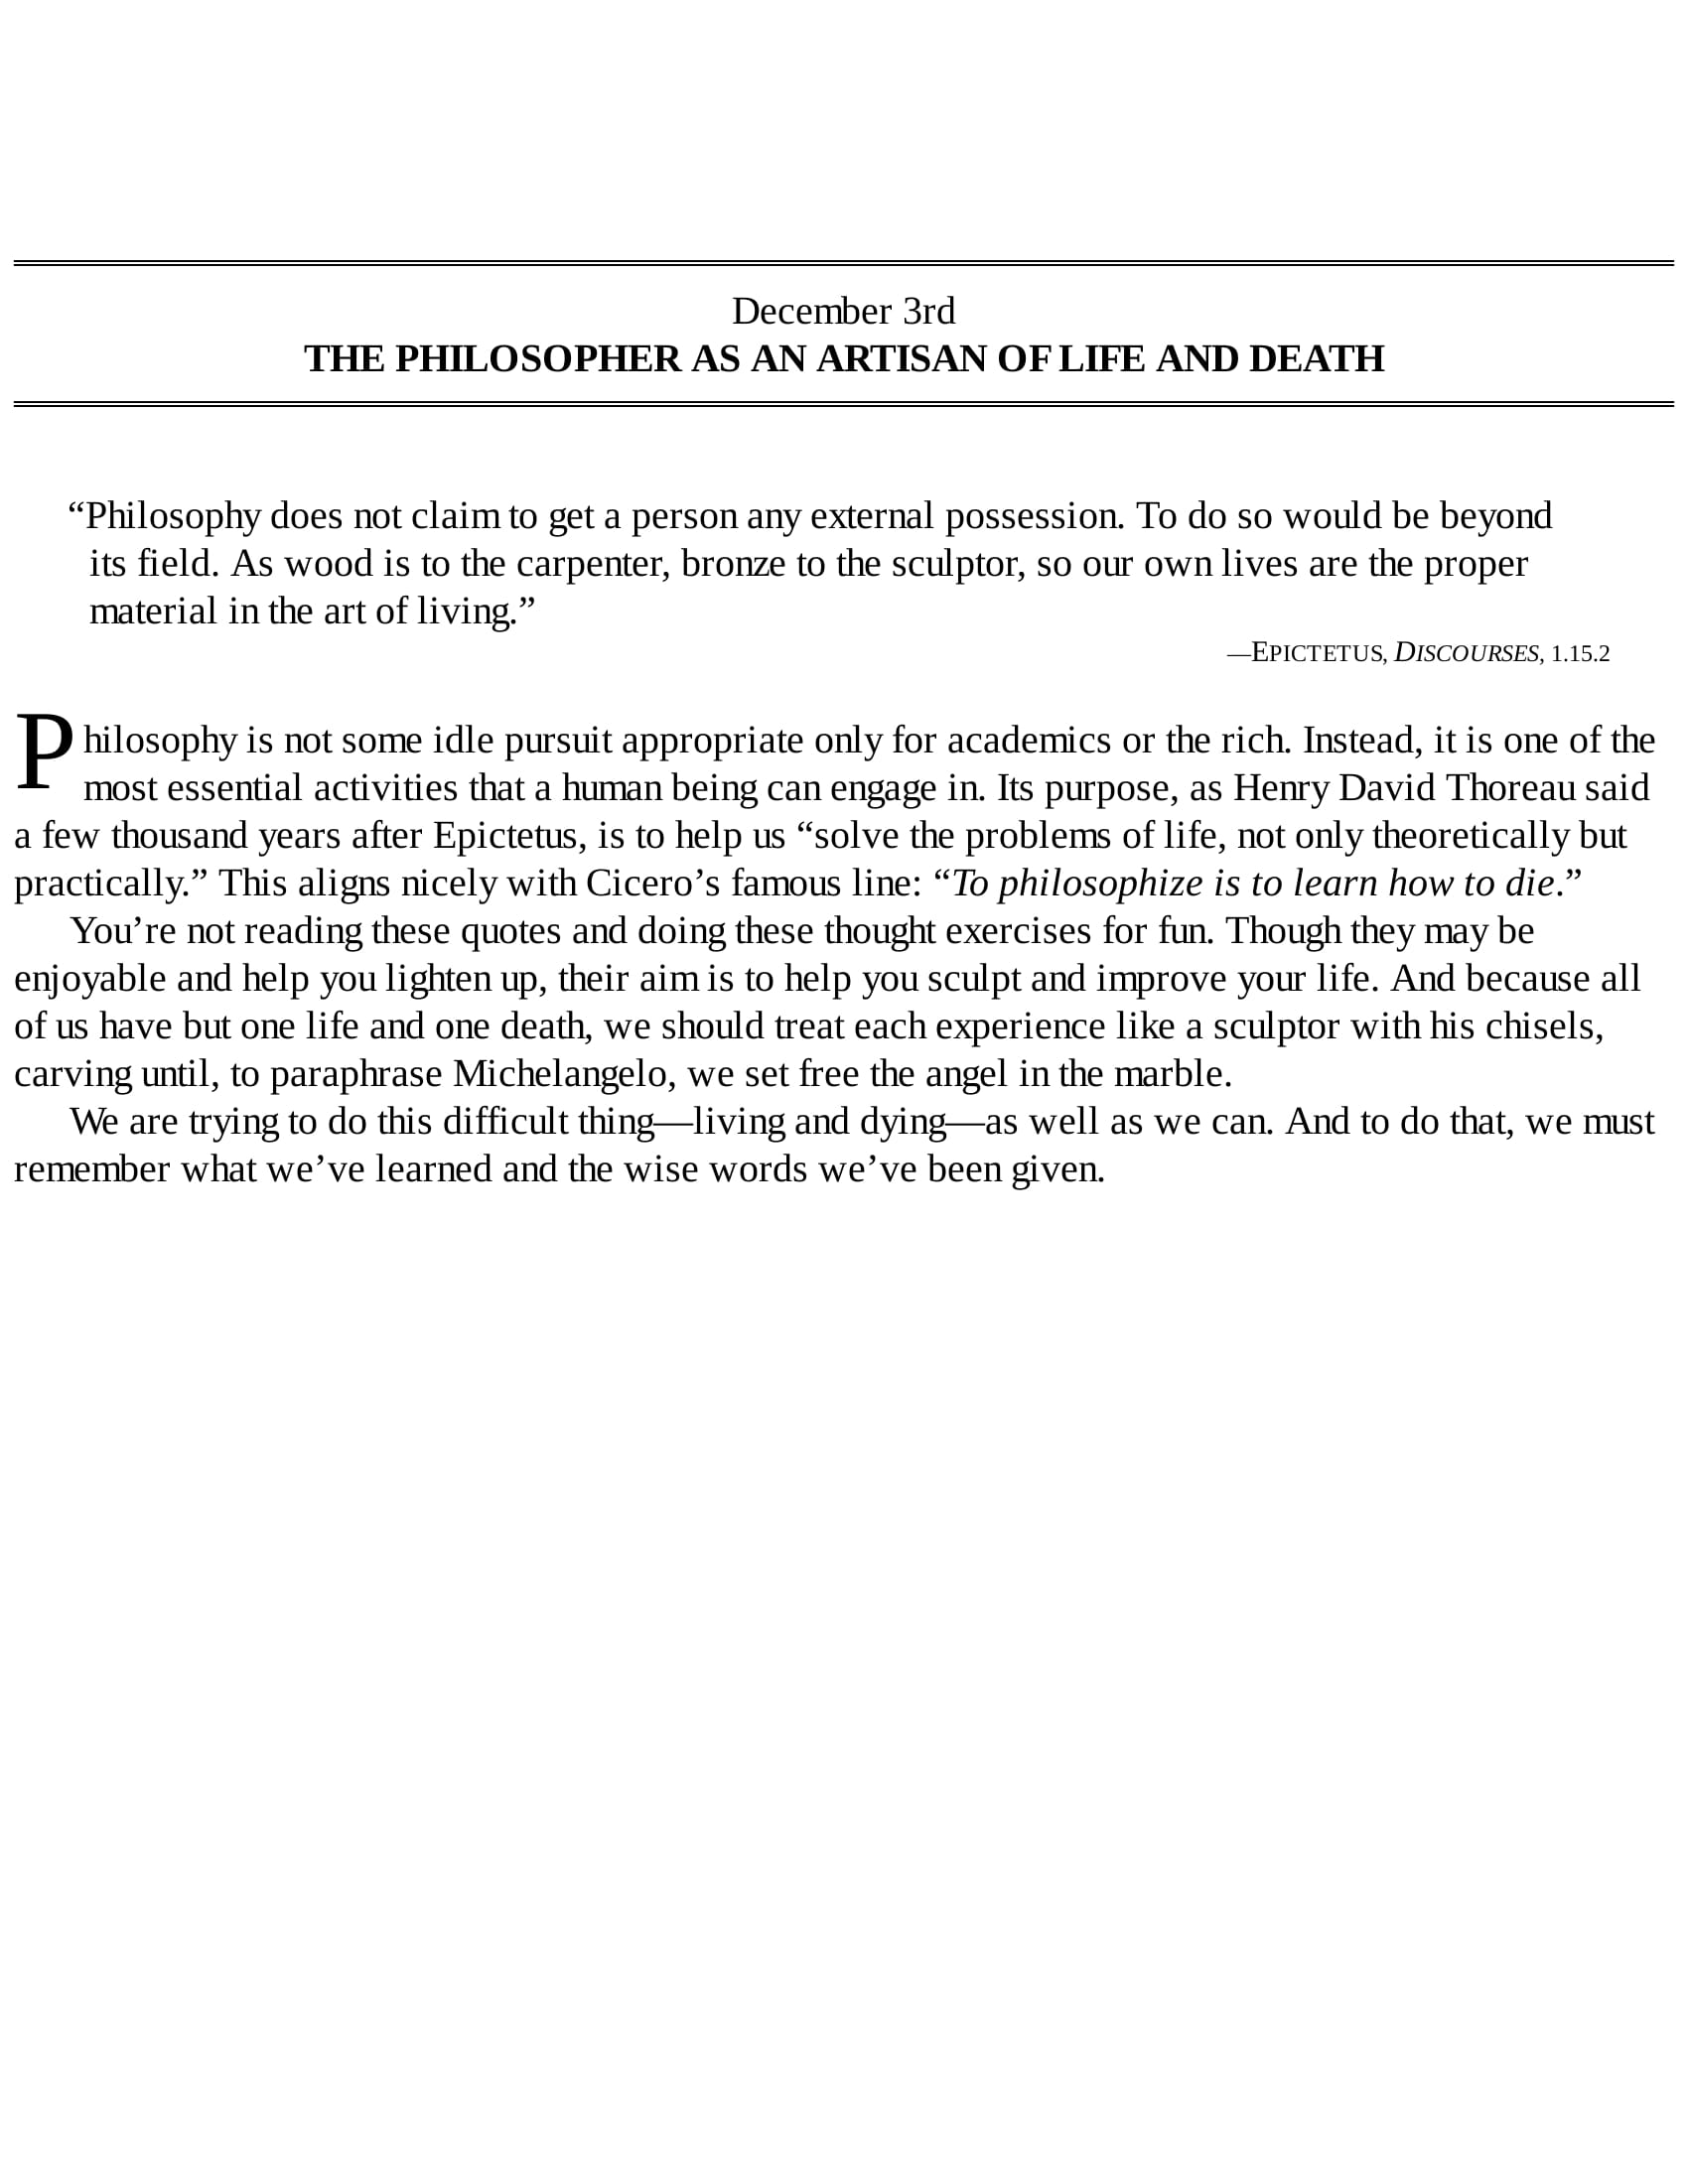 December 3rd
THE PHILOSOPHER AS AN ARTISAN OF LIFE AND DEATH
“Philosophy does not claim to get a person any external possession. To do so would be beyond
its field. As wood is to the carpenter, bronze to the sculptor, so our own lives are the proper
material in the art of living.”
—EPICTETUS, DISCOURSES, 1.15.2
Philosophy is not some idle pursuit appropriate only for academics or the rich. Instead, it is one of the
most essential activities that a human being can engage in. Its purpose, as Henry David Thoreau said
a few thousand years after Epictetus, is to help us “solve the problems of life, not only theoretically but
practically.” This aligns nicely with Cicero’s famous line: “To philosophize is to learn how to die.”
You’re not reading these quotes and doing these thought exercises for fun. Though they may be
enjoyable and help you lighten up, their aim is to help you sculpt and improve your life. And because all
of us have but one life and one death, we should treat each experience like a sculptor with his chisels,
carving until, to paraphrase Michelangelo, we set free the angel in the marble.
We are trying to do this difficult thing—living and dying—as well as we can. And to do that, we must
remember what we’ve learned and the wise words we’ve been given.